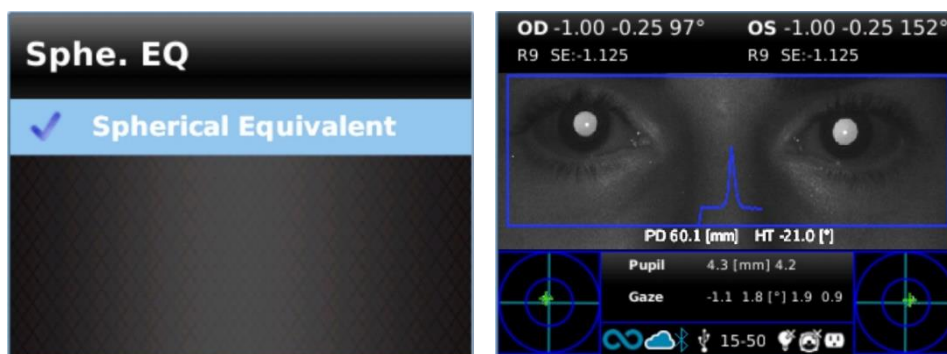 Sphe. EQ
Spherical Equivalent
OD -1.00 -0.25 97° OS -1.00 -0.25 152°
R9 SE:-1.125 R9 SE:-1.125
PD 60.1 [mm] HT -21.0 [°]
Pupil 4.3 [mm] 4.2
Gaze -1.1 1.8 [°] 1.9 0.9
15-50